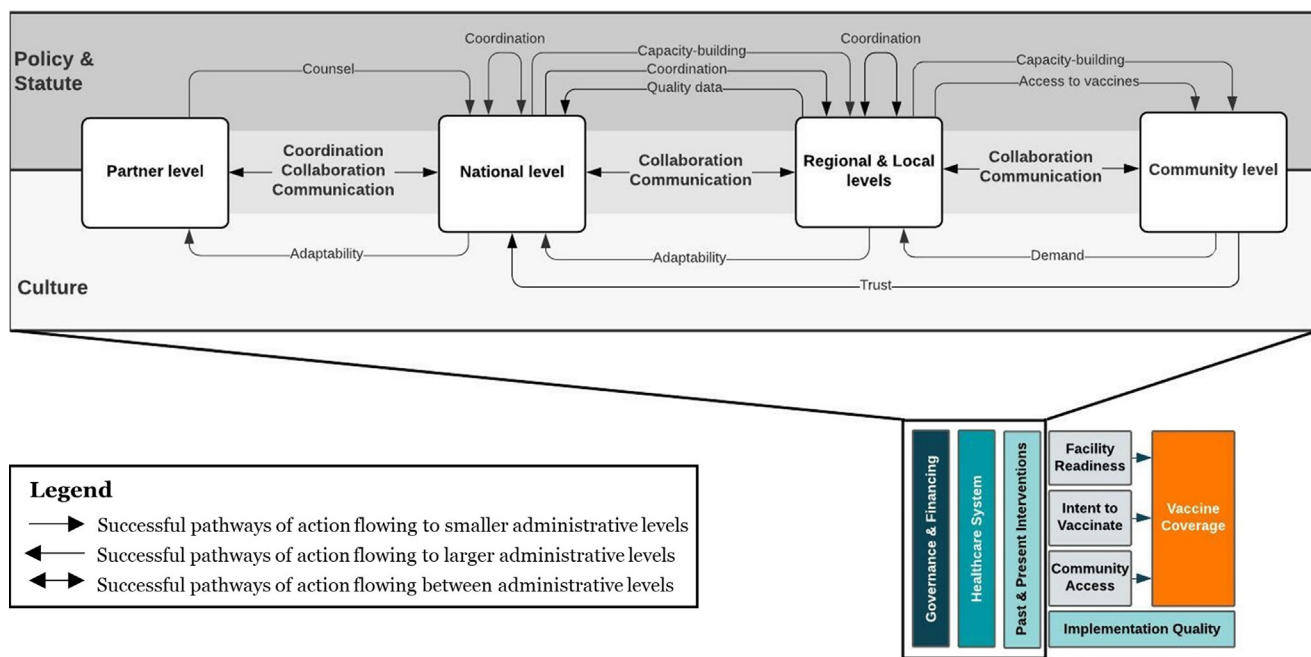 Policy &
Statute
Coordination
Coordination
Counsel
Capacity-building
Coordination
Quality data
Capacity-building
Access to vaccines
Partner level
Coordination
Collaboration
Communication
National level
Collaboration
Communication
Regional & Local
levels
Collaboration
Communication
Community level
Adaptability
Adaptability
Demand
Trust
Culture
Legend
Successful pathways of action flowing to smaller administrative levels
Successful pathways of action flowing to larger administrative levels
Successful pathways of action flowing between administrative levels
Governance & Financing
Healthcare System
Past & Present Interventions
Facility
Readiness
Intent to
Vaccinate
Community
Access
Vaccine
Coverage
Implementation Quality